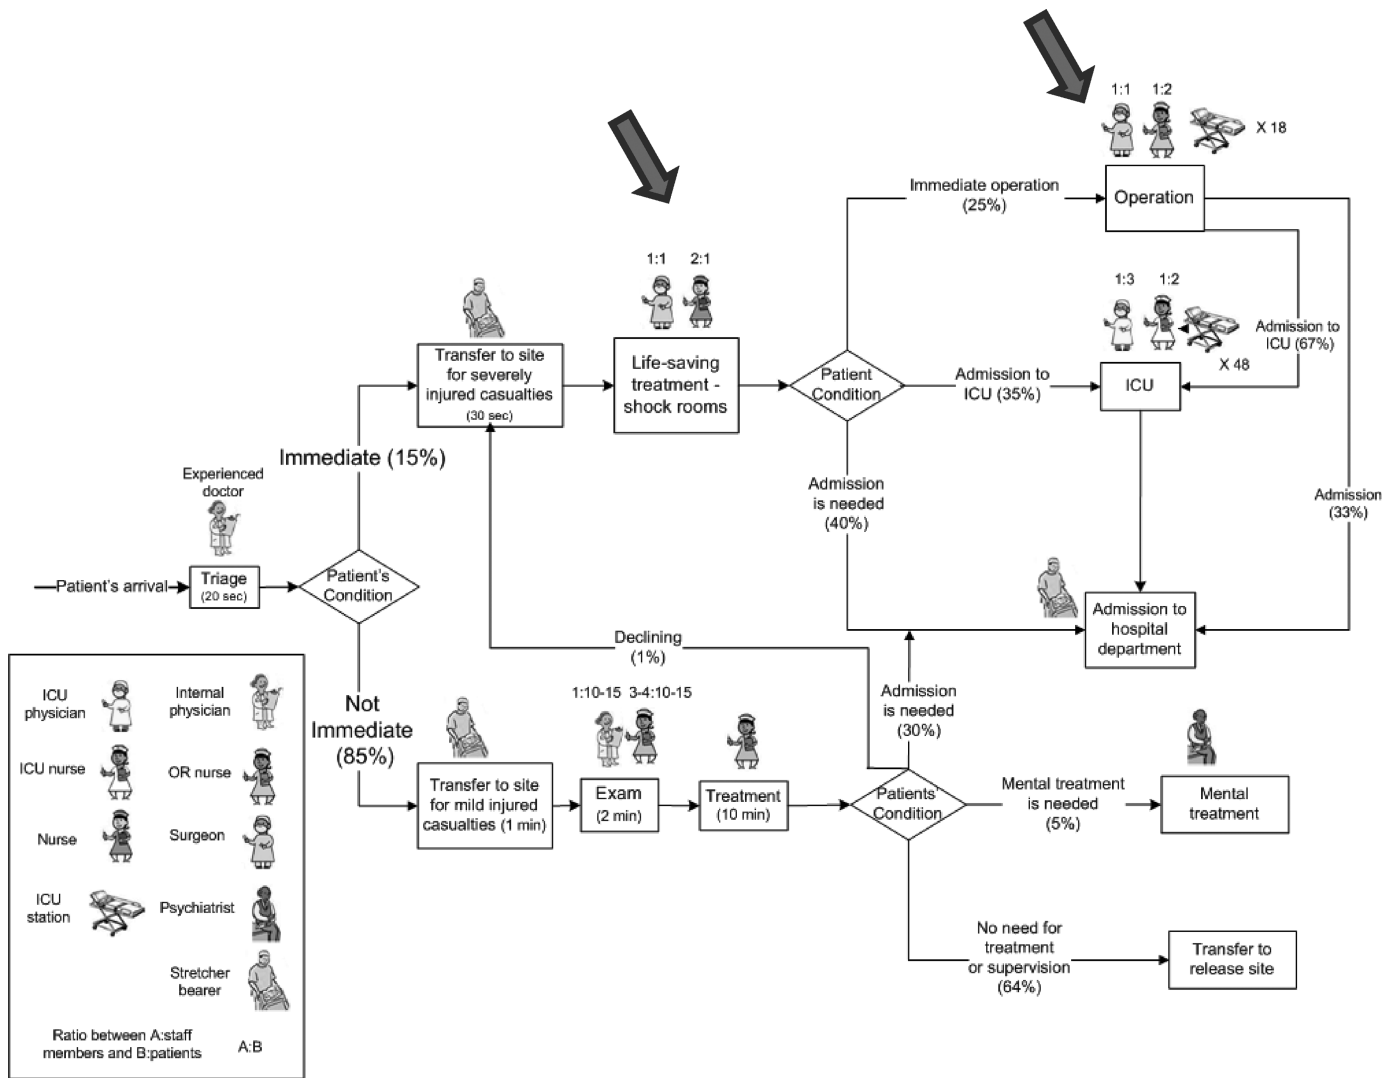 1:1
1:2
X 18
Immediate operation
(25%)
Operation
1:1
2:1
1:3
1:2
Admission to
ICU (67%)
X 48
Transfer to site
for severely
injured casualties
(30 sec)
Life-saving
treatment -
shock rooms
Patient
Condition
Admission to
ICU (35%)
ICU
Immediate (15%)
Admission
is needed
(40%)
Admission
(33%)
Experienced
doctor
Patient's arrival
Triage
(20 sec)
Patient's
Condition
Admission to
hospital
department
Declining
(1%)
Not
Immediate
(85%)
1:10-15
3-4:10-15
Admission
is needed
(30%)
Transfer to site
for mild injured
casualties (1 min)
Exam
(2 min)
Treatment
(10 min)
Patients'
Condition
Mental treatment
is needed
(5%)
Mental
treatment
No need for
treatment
or supervision
(64%)
Transfer to
release site
ICU
physician
Internal
physician
ICU nurse
OR nurse
Nurse
Surgeon
ICU
station
Psychiatrist
Stretcher
bearer
Ratio between A:staff
members and B:patients
A:B